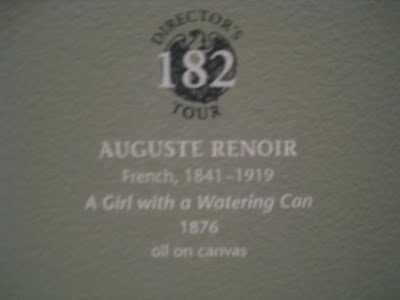 DIRECTOR'S
182
TOUR
AUGUSTE RENOIR
French, 1841–1919
A Girl with a Watering Can
1876
oil on canvas